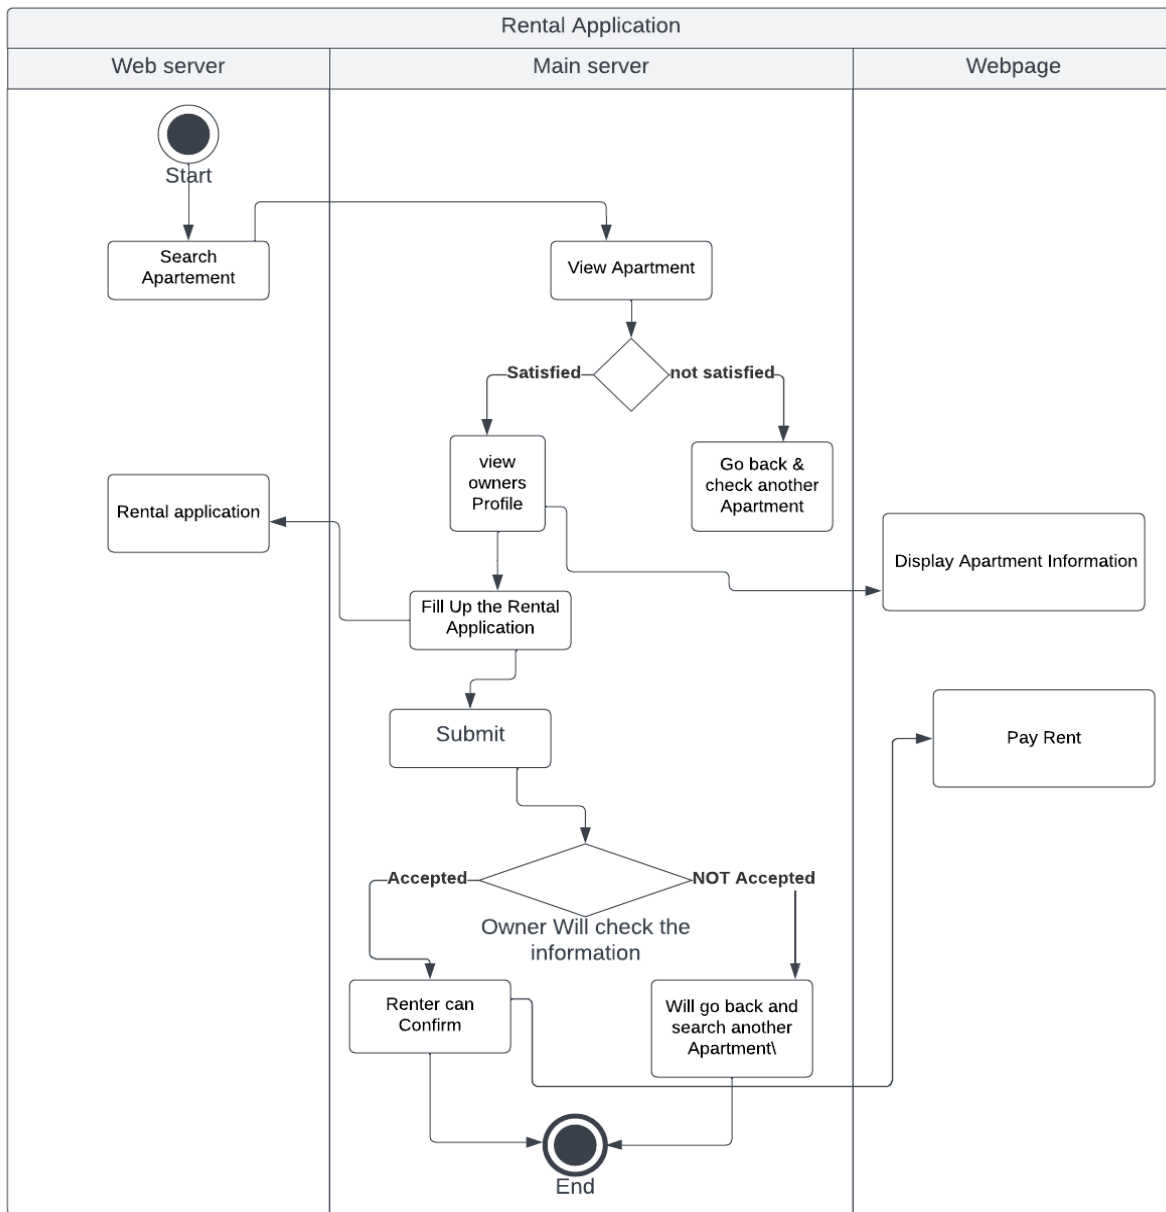 Rental Application
Web server
Main server
Webpage
Start
Search
Apartement
View Apartment
Satisfied
not satisfied
view
owners
Profile
Go back &
check another
Apartment
Rental application
Display Apartment Information
Fill Up the Rental
Application
Submit
Pay Rent
Accepted
NOT Accepted
Owner Will check the
information
Renter can
Confirm
Will go back and
search another
Apartment\
End